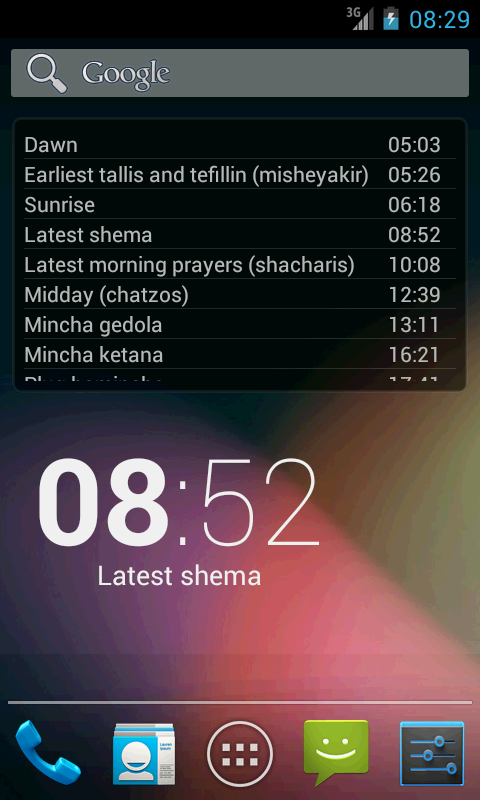 3G 08:29
Google
Dawn 05:03
Earliest tallis and tefillin (misheyakir) 05:26
Sunrise 06:18
Latest shema 08:52
Latest morning prayers (shacharis) 10:08
Midday (chatzos) 12:39
Mincha gedola 13:11
Mincha ketana 16:21
08:52
Latest shema